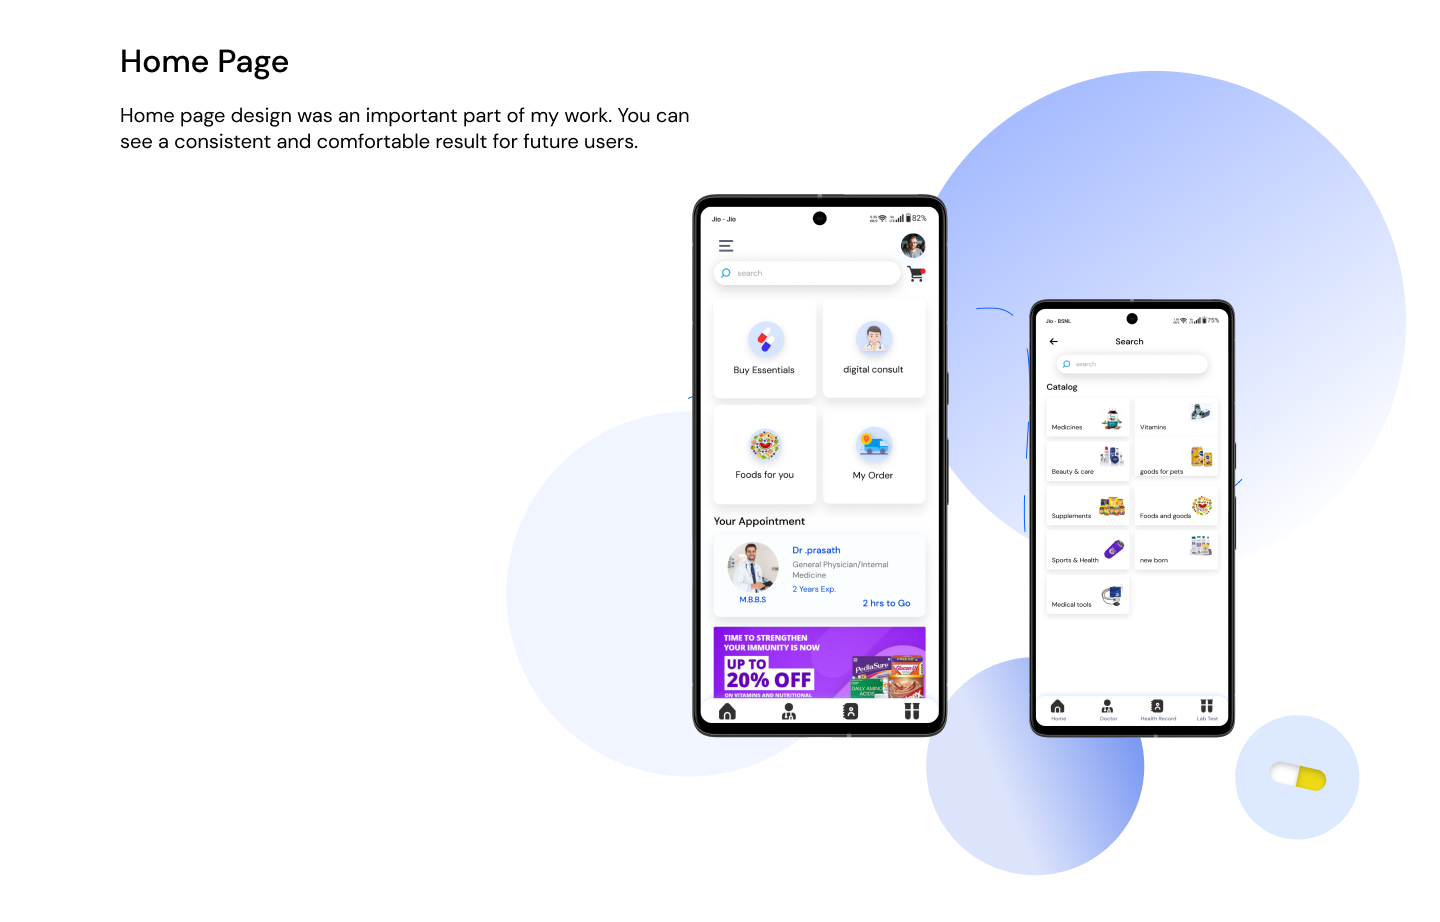 Home Page
Home page design was an important part of my work. You can
see a consistent and comfortable result for future users.
Jio - Jio
82%
search
Buy Essentials
digital consult
Foods for you
My Order
Your Appointment
Dr .prasath
General Physician/Internal
Medicine
2 Years Exp.
M.B.B.S
2 hrs to Go
TIME TO STRENGTHEN
YOUR IMMUNITY IS NOW
UP TO
20% OFF
ON VITAMINS AND NUTRITIONAL
PediaSure
DAILY AMINO
ACIDS
Jio - BSNL
75%
Search
search
Catalog
Medicines
Vitamins
Beauty & care
goods for pets
Supplements
Foods and goods
Sports & Health
new born
Medical tools
Home
Doctor
Health Record
Lab Test